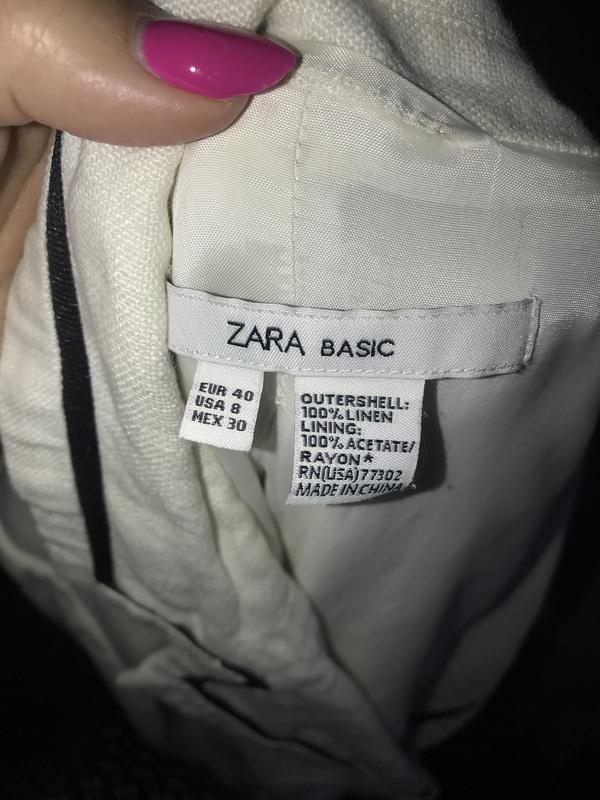 ZARA BASIC
EUR 40
USA 8
MEX 30
OUTERSHELL:
100% LINEN
LINING:
100% ACETATE/
RAYON*
RN(USA)77302
MADE IN CHINA